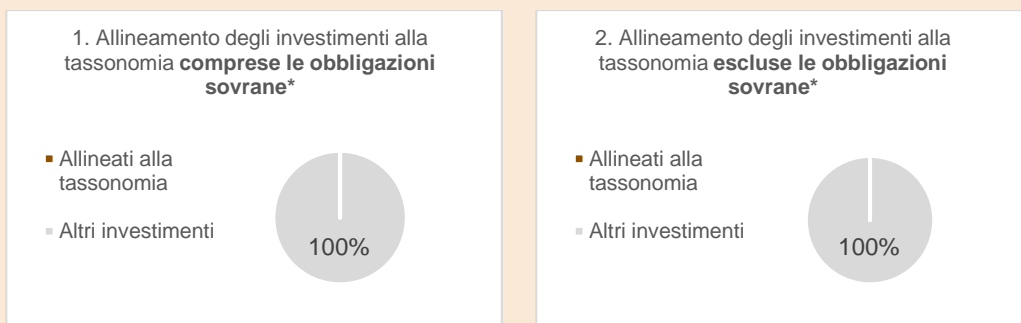 1. Allineamento degli investimenti alla
tassonomia comprese le obbligazioni
sovrane*
Allineati alla
tassonomia
Altri investimenti
100%
2. Allineamento degli investimenti alla
tassonomia escluse le obbligazioni
sovrane*
Allineati alla
tassonomia
Altri investimenti
100%